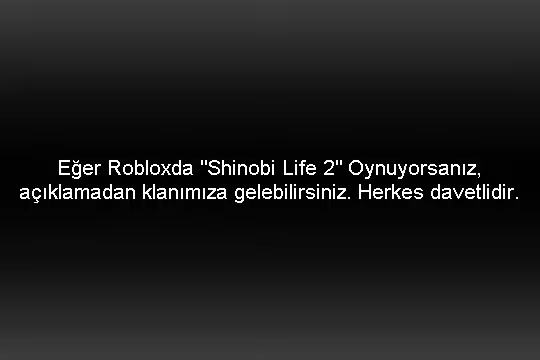 Eğer Robloxda "Shinobi Life 2" Oynuyorsanız,
açıklamadan klanımıza gelebilirsiniz. Herkes davetlidir.